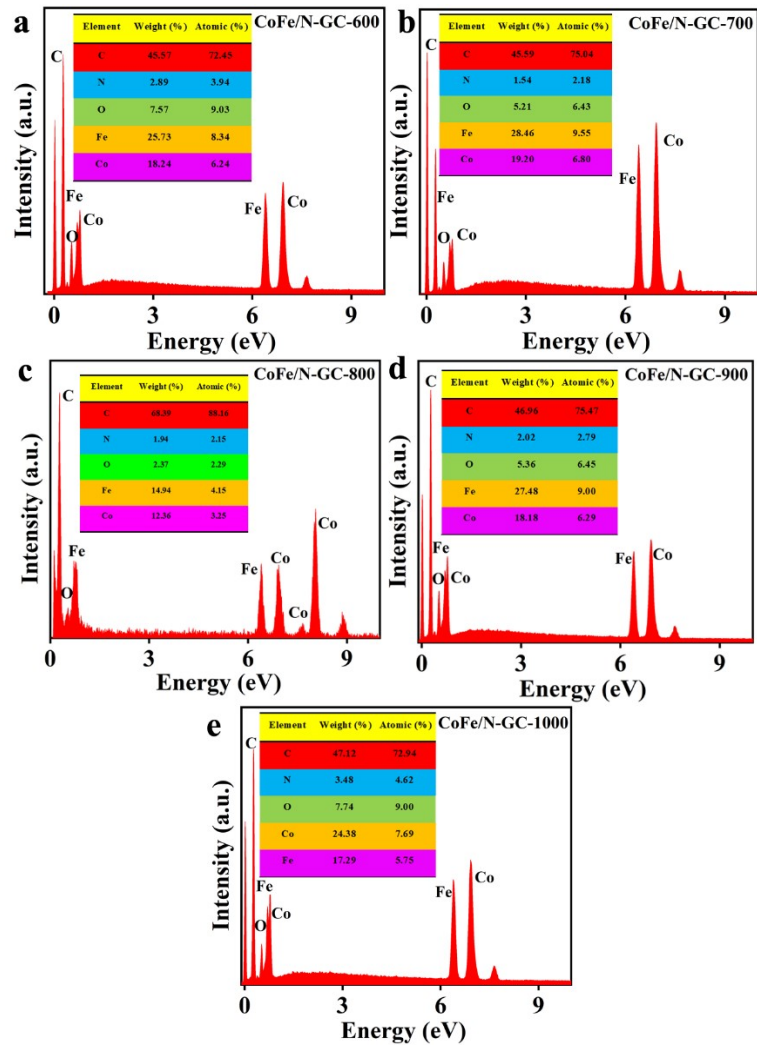 a
CoFe/N-GC-600
Element Weight (%) Atomic (%)
C 45.57 72.45
N 2.89 3.94
O 7.57 9.03
Fe 25.73 8.34
Co 18.24 6.24
C
Fe
O
Co
Fe
Co
Intensity (a.u.)
0 3 6 9
Energy (eV)
b
CoFe/N-GC-700
Element Weight (%) Atomic (%)
C 45.59 75.04
N 1.54 2.18
O 5.21 6.43
Fe 28.46 9.55
Co 19.20 6.80
C
Fe
O
Co
Fe
Co
Intensity (a.u.)
0 3 6 9
Energy (eV)
c
CoFe/N-GC-800
Element Weight (%) Atomic (%)
C 68.39 88.16
N 1.94 2.15
O 2.37 2.29
Fe 14.94 4.15
Co 12.36 3.25
C
Fe
O
Fe
Co
Co
Co
Intensity (a.u.)
0 3 6 9
Energy (eV)
d
CoFe/N-GC-900
Element Weight (%) Atomic (%)
C 46.96 75.47
N 2.02 2.79
O 5.36 6.45
Fe 27.48 9.00
Co 18.18 6.29
C
Fe
O
Co
Fe
Co
Intensity (a.u.)
0 3 6 9
Energy (eV)
e
CoFe/N-GC-1000
Element Weight (%) Atomic (%)
C 47.12 72.94
N 3.48 4.62
O 7.74 9.00
Co 24.38 7.69
Fe 17.29 5.75
C
Fe
O
Co
Fe
Co
Intensity (a.u.)
0 3 6 9
Energy (eV)